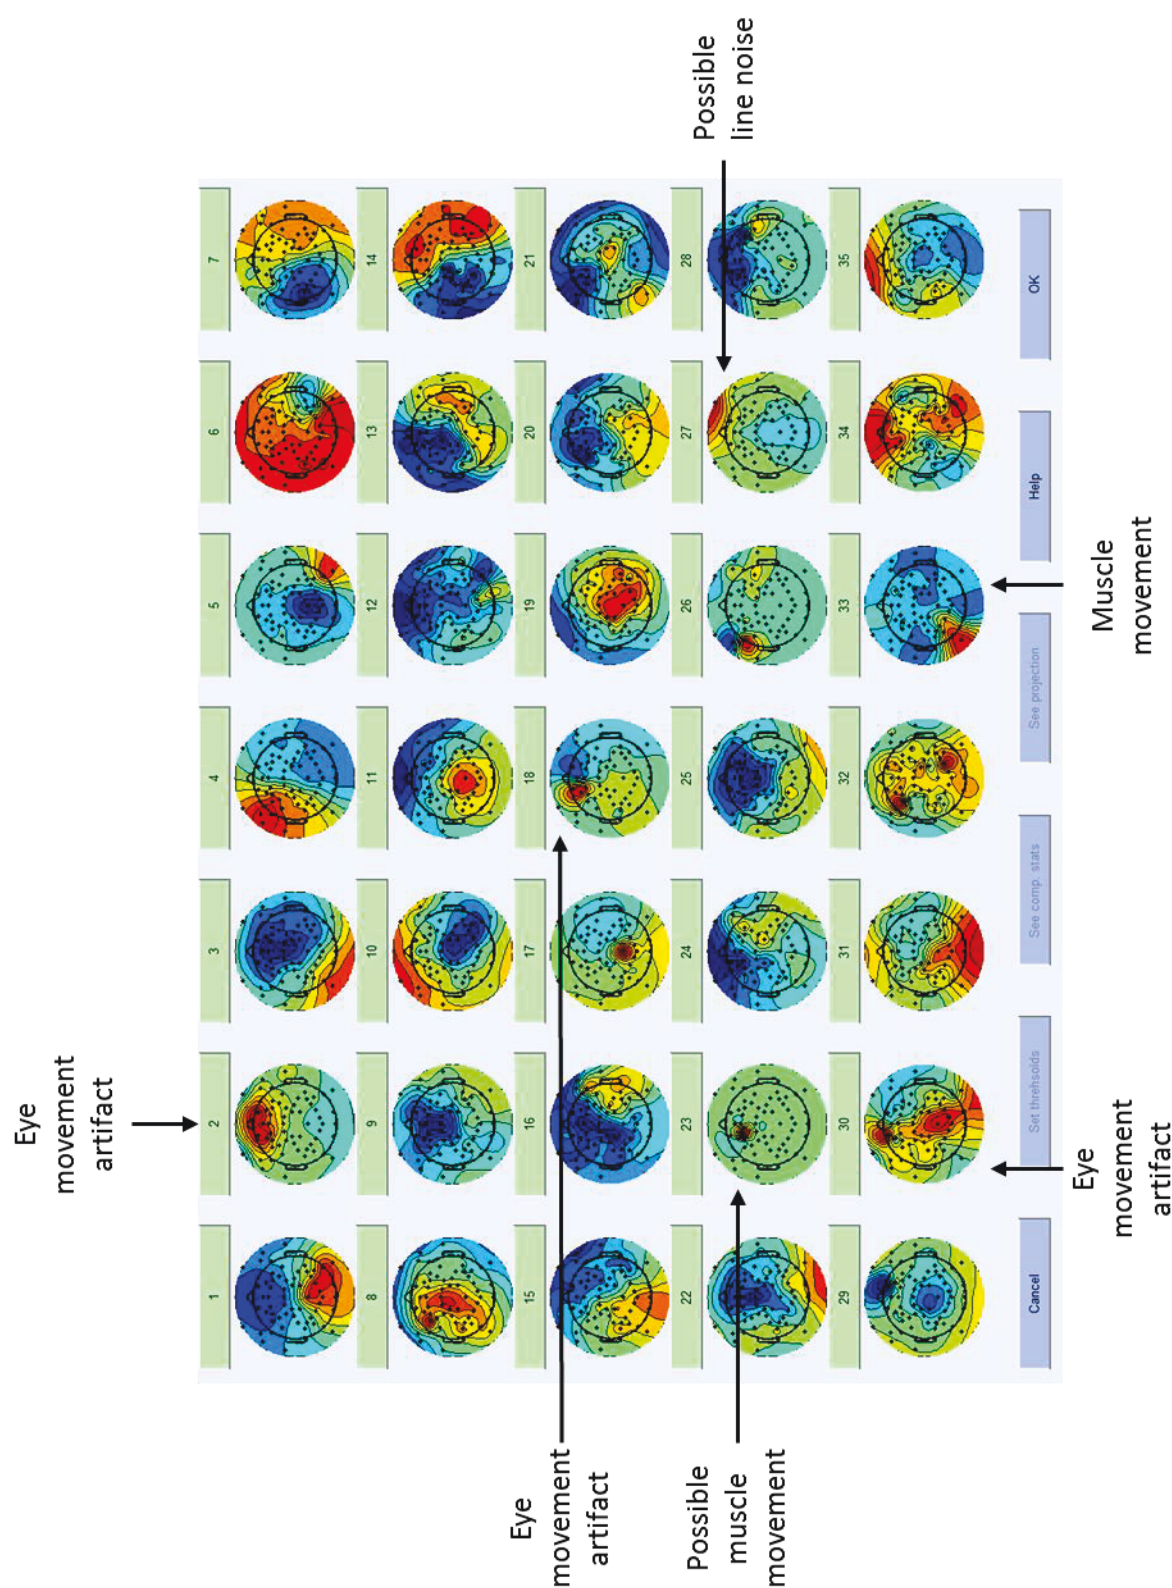 Eye
movement
artifact
1
2
3
4
5
6
7
8
9
10
11
12
13
14
Eye
movement
artifact
15
16
17
18
19
20
21
Possible
muscle
movement
22
23
24
25
26
27
28
Possible
line noise
29
30
31
32
33
34
35
Cancel
Set threhsolds
See comp. stats
See projection
Help
OK
Eye
movement
artifact
Muscle
movement